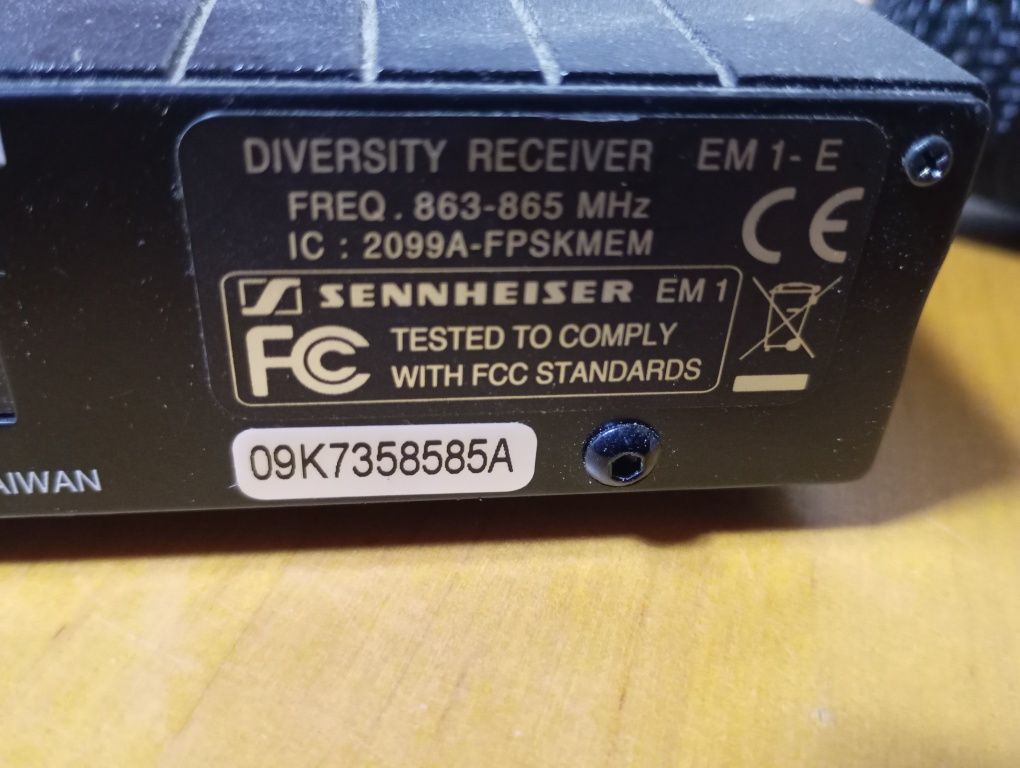 DIVERSITY RECEIVER EM 1- E
FREQ. 863-865 MHz
IC : 2099A-FPSKMEM
CE
SENNHEISER EM 1
FC TESTED TO COMPLY
WITH FCC STANDARDS
09K7358585A
AIWAN